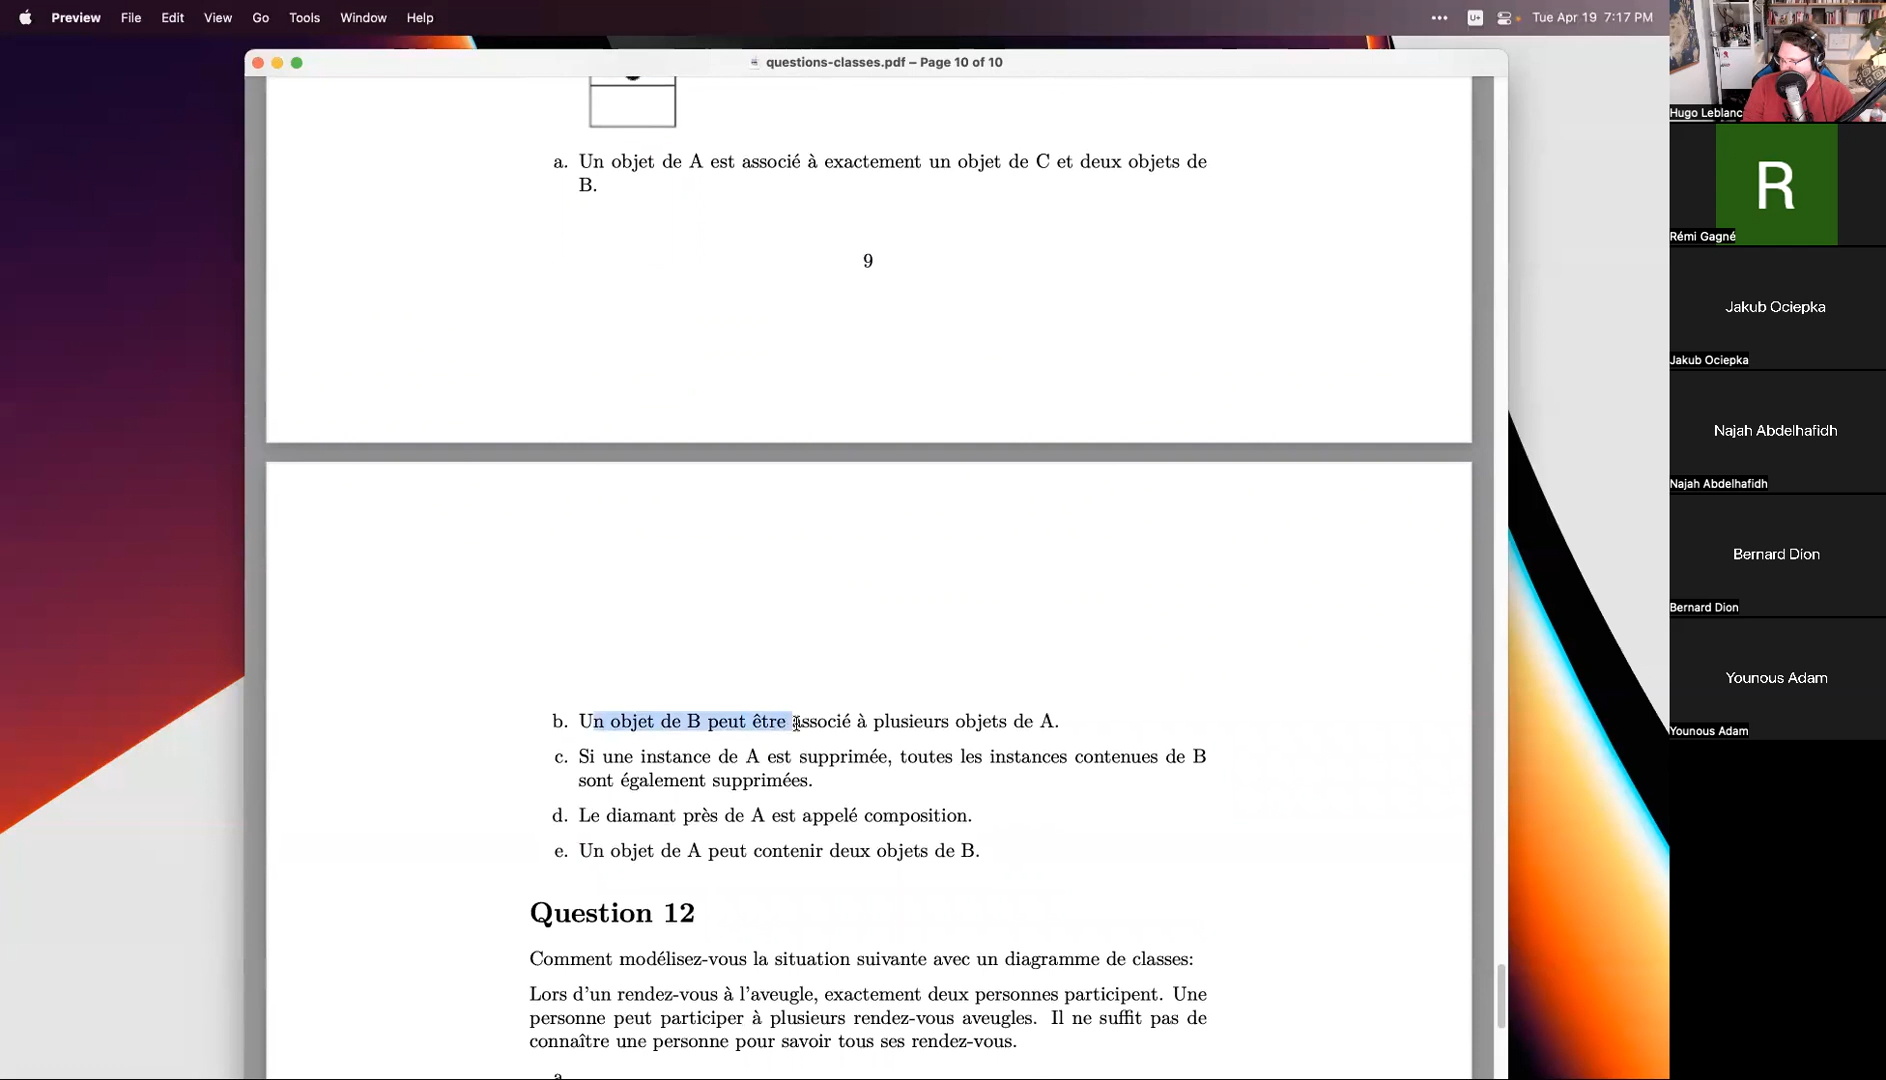 Preview File Edit View Go Tools Window Help
••• U+ Tue Apr 19 7:17 PM
questions-classes.pdf – Page 10 of 10
a. Un objet de A est associé à exactement un objet de C et deux objets de
B.
9
b. Un objet de B peut être associé à plusieurs objets de A.
c. Si une instance de A est supprimée, toutes les instances contenues de B
sont également supprimées.
d. Le diamant près de A est appelé composition.
e. Un objet de A peut contenir deux objets de B.
Question 12
Comment modélisez-vous la situation suivante avec un diagramme de classes:
Lors d'un rendez-vous à l'aveugle, exactement deux personnes participent. Une
personne peut participer à plusieurs rendez-vous aveugles. Il ne suffit pas de
connaître une personne pour savoir tous ses rendez-vous.
a.
Hugo Leblanc
R
Rémi Gagné
Jakub Ociepka
Jakub Ociepka
Najah Abdelhafidh
Najah Abdelhafidh
Bernard Dion
Bernard Dion
Younous Adam
Younous Adam